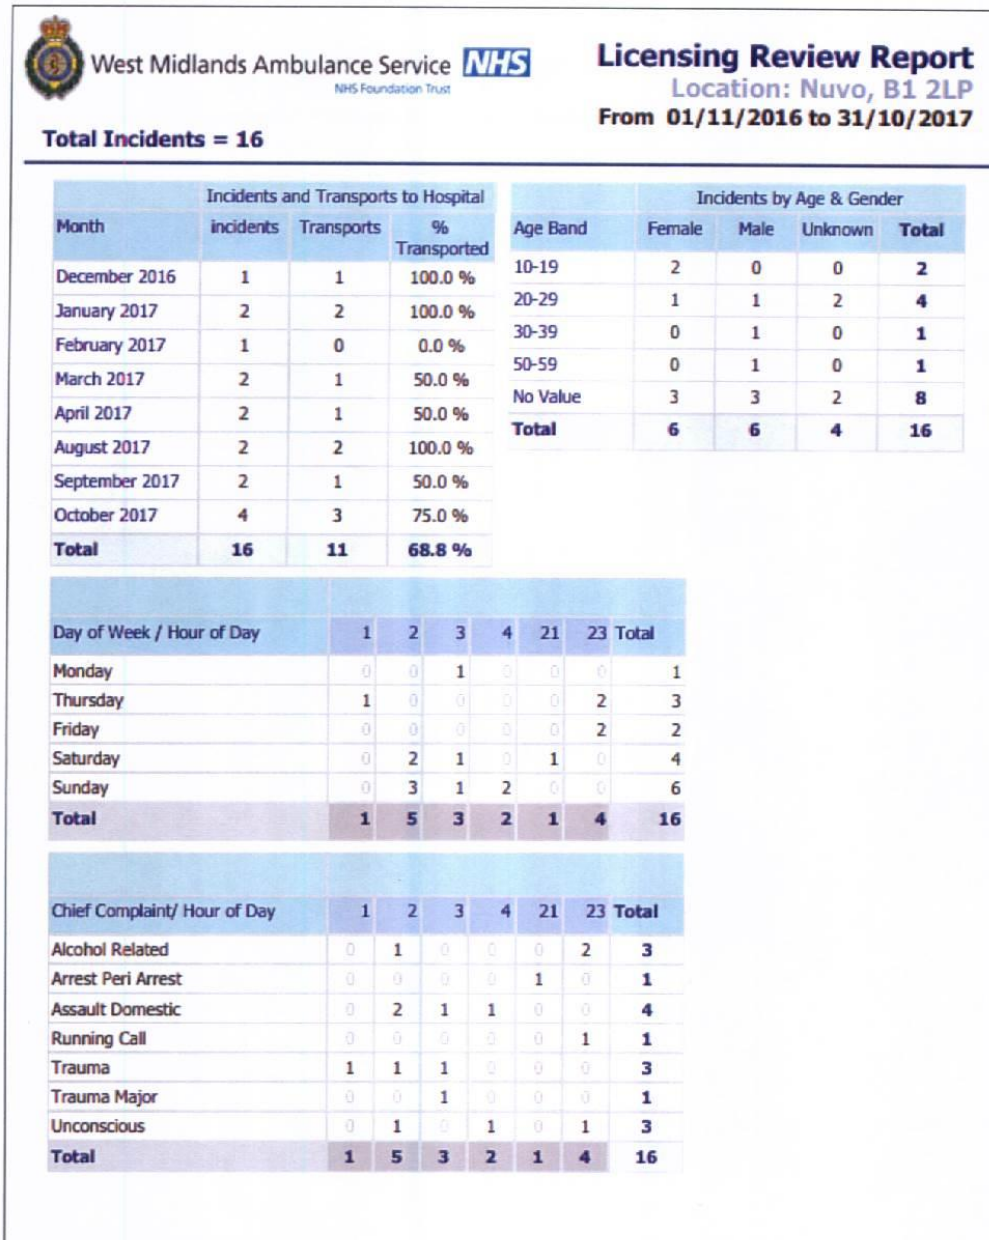 West Midlands Ambulance Service NHS
NHS Foundation Trust
Licensing Review Report
Location: Nuvo, B1 2LP
From 01/11/2016 to 31/10/2017
Total Incidents = 16
Incidents and Transports to Hospital
Month incidents Transports % Transported
December 2016 1 1 100.0 %
January 2017 2 2 100.0 %
February 2017 1 0 0.0 %
March 2017 2 1 50.0 %
April 2017 2 1 50.0 %
August 2017 2 2 100.0 %
September 2017 2 1 50.0 %
October 2017 4 3 75.0 %
Total 16 11 68.8 %
Incidents by Age & Gender
Age Band Female Male Unknown Total
10-19 2 0 0 2
20-29 1 1 2 4
30-39 0 1 0 1
50-59 0 1 0 1
No Value 3 3 2 8
Total 6 6 4 16
Day of Week / Hour of Day 1 2 3 4 21 23 Total
Monday 0 0 1 0 0 0 1
Thursday 1 0 0 0 0 2 3
Friday 0 0 0 0 0 2 2
Saturday 0 2 1 0 1 0 4
Sunday 0 3 1 2 0 0 6
Total 1 5 3 2 1 4 16
Chief Complaint/ Hour of Day 1 2 3 4 21 23 Total
Alcohol Related 0 1 0 0 0 2 3
Arrest Peri Arrest 0 0 0 0 1 0 1
Assault Domestic 0 2 1 1 0 0 4
Running Call 0 0 0 0 0 1 1
Trauma 1 1 1 0 0 0 3
Trauma Major 0 0 1 0 0 0 1
Unconscious 0 1 0 1 0 1 3
Total 1 5 3 2 1 4 16